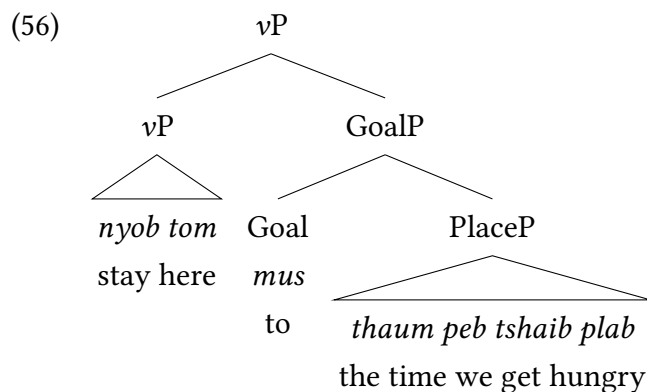 (56) vP
vP GoalP
nyob tom Goal PlaceP
stay here mus
to thaum peb tshaib plab
the time we get hungry